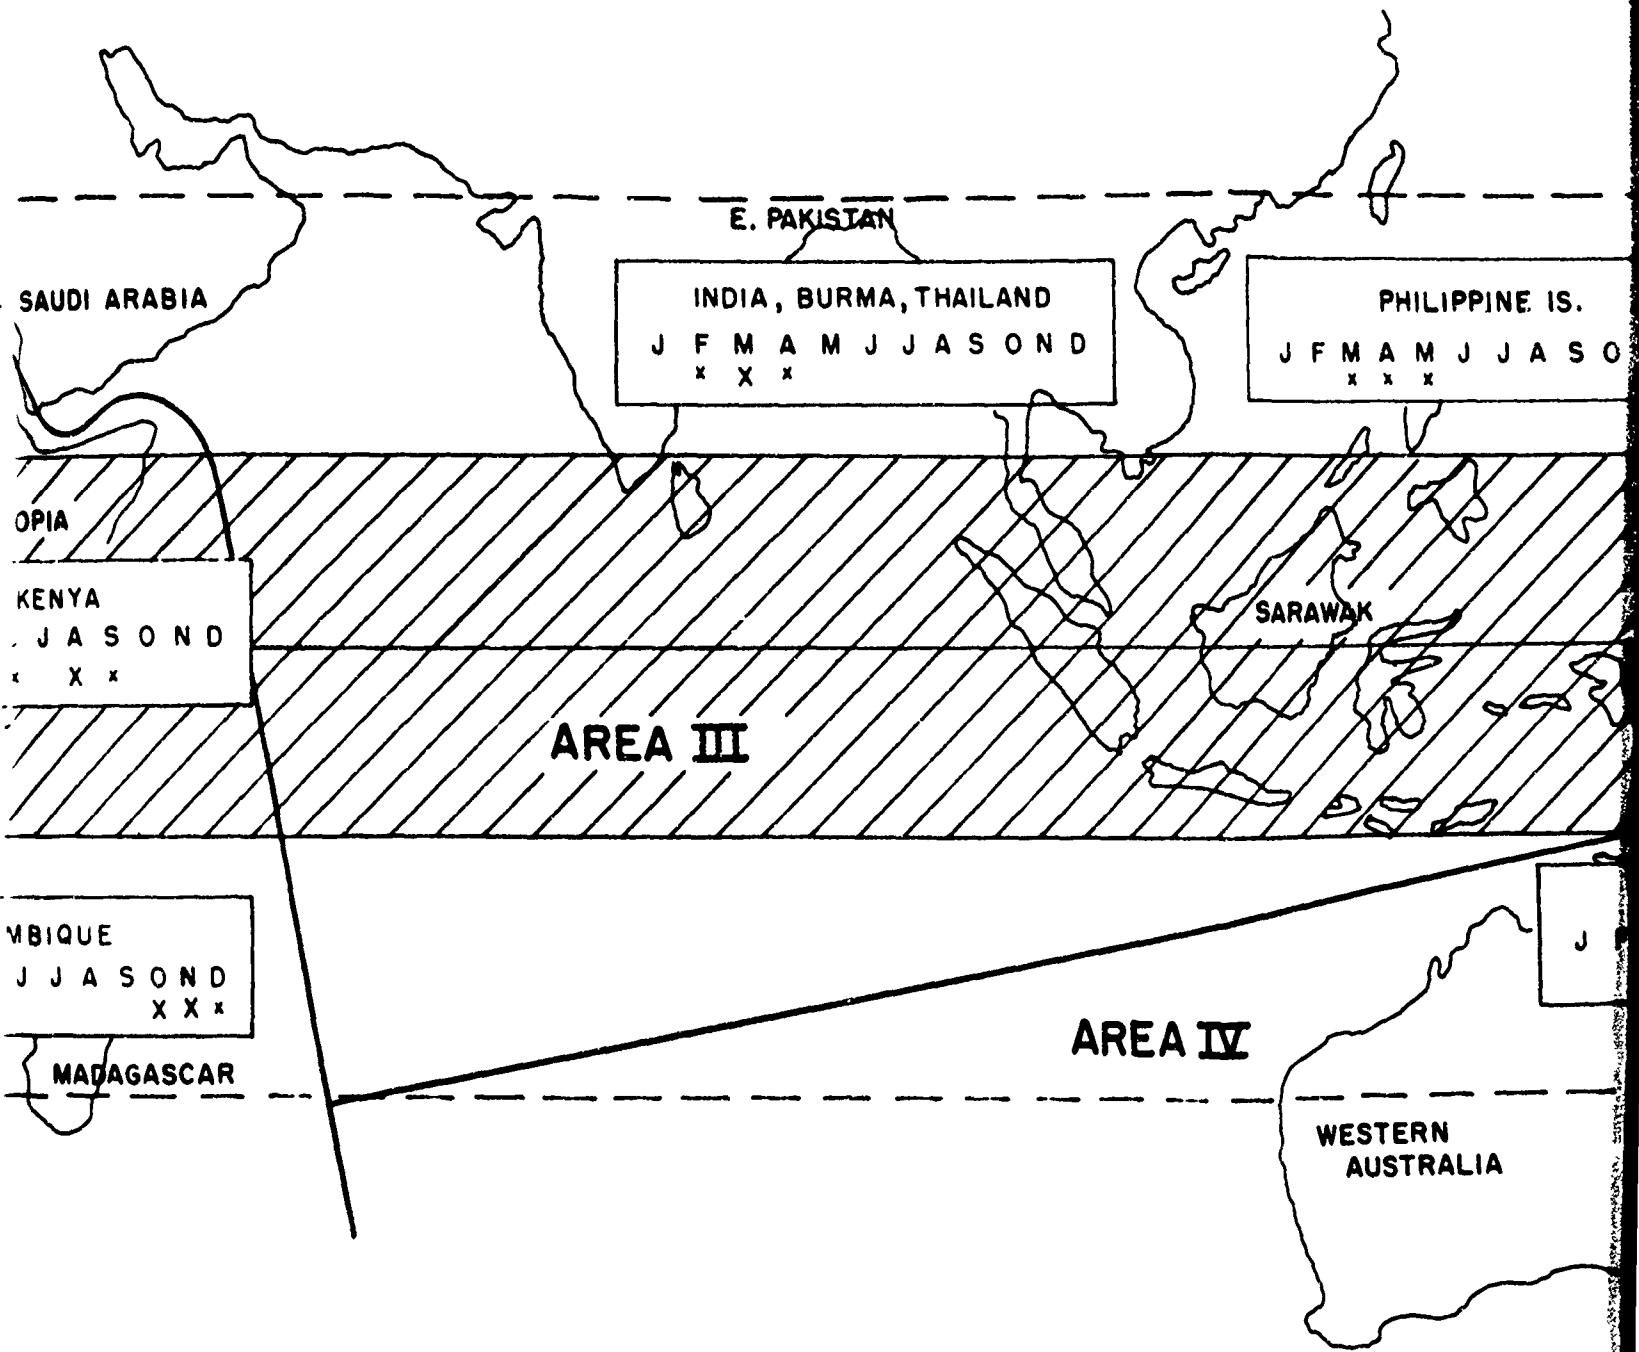 E. PAKISTAN
SAUDI ARABIA
INDIA, BURMA, THAILAND
J F M A M J J A S O N D
x X x
PHILIPPINE IS.
J F M A M J J A S O
x x x
OPIA
KENYA
J A S O N D
x X x
SARAWAK
AREA III
MBIQUE
J J A S O N D
X X x
J
AREA IV
MADAGASCAR
WESTERN
AUSTRALIA